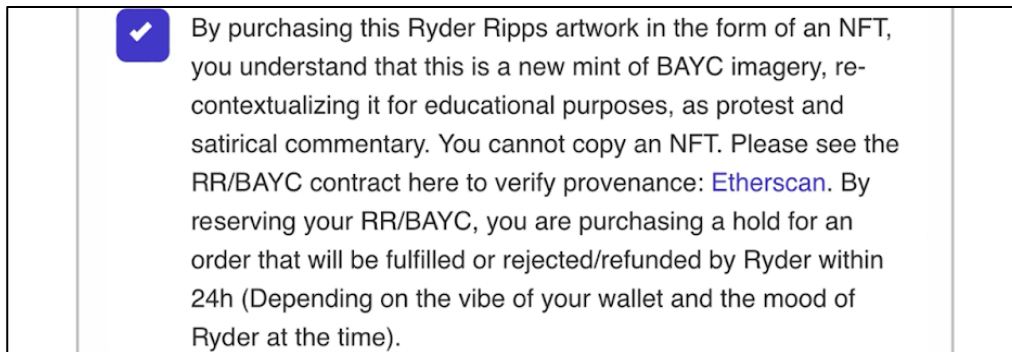 By purchasing this Ryder Ripps artwork in the form of an NFT,
you understand that this is a new mint of BAYC imagery, re-
contextualizing it for educational purposes, as protest and
satirical commentary. You cannot copy an NFT. Please see the
RR/BAYC contract here to verify provenance: Etherscan. By
reserving your RR/BAYC, you are purchasing a hold for an
order that will be fulfilled or rejected/refunded by Ryder within
24h (Depending on the vibe of your wallet and the mood of
Ryder at the time).